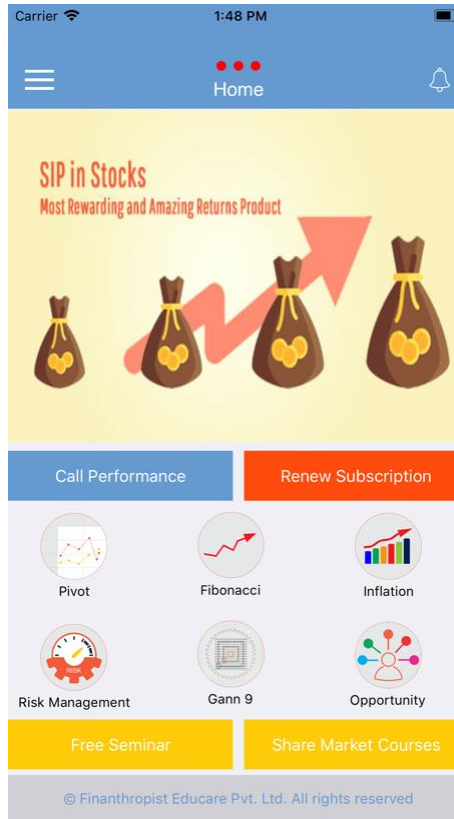 Carrier
1:48 PM
Home
SIP in Stocks
Most Rewarding and Amazing Returns Product
Call Performance
Renew Subscription
Pivot
Fibonacci
Inflation
RISK
Risk Management
Gann 9
Opportunity
Free Seminar
Share Market Courses
© Finanthropist Educare Pvt. Ltd. All rights reserved